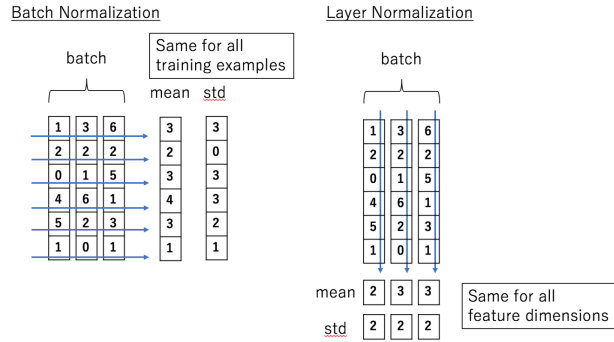 Batch Normalization
Same for all
training examples
batch
mean std
1 3 6 3 3
2 2 2 2 0
0 1 5 3 3
4 6 1 4 3
5 2 3 3 2
1 0 1 1 1
Layer Normalization
batch
1 3 6
2 2 2
0 1 5
4 6 1
5 2 3
1 0 1
mean 2 3 3
std 2 2 2
Same for all
feature dimensions